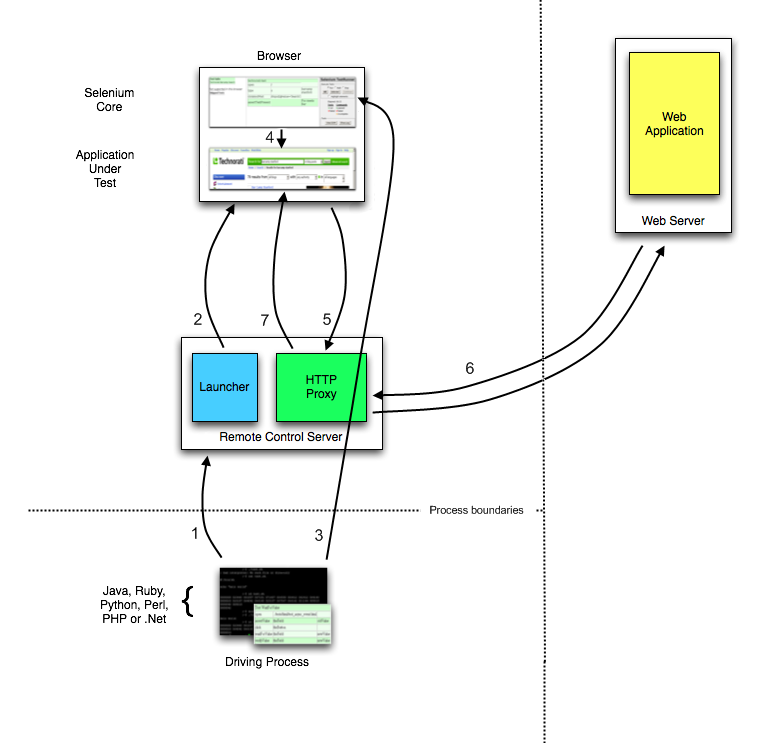 Browser
Selenium
Core
4
Application
Under
Test
Technorati
Web
Application
Web Server
2
7
5
6
Launcher
HTTP
Proxy
Remote Control Server
Process boundaries
1
3
Java, Ruby,
Python, Perl,
PHP or .Net
{
Driving Process